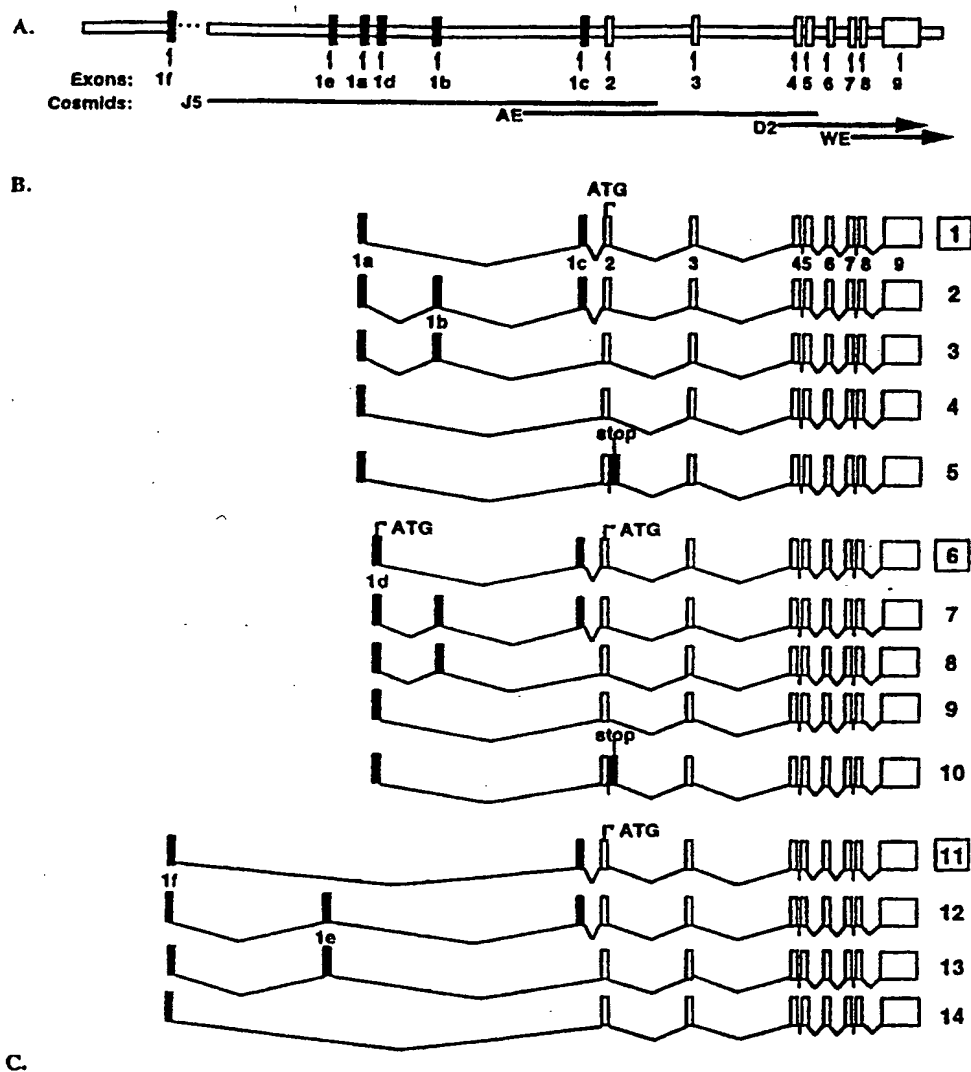 A.
Exons: 1f 1e 1a 1d 1b 1c 2 3 4 5 6 7 8 9
Cosmids: J5
AE
D2
WE
B.
ATG
1
1a 1c 2 3 4 5 6 7 8 9
2
1b
3
4
stop
5
ATG ATG
6
1d
7
8
9
stop
10
ATG
11
1f
12
1e
13
14
C.